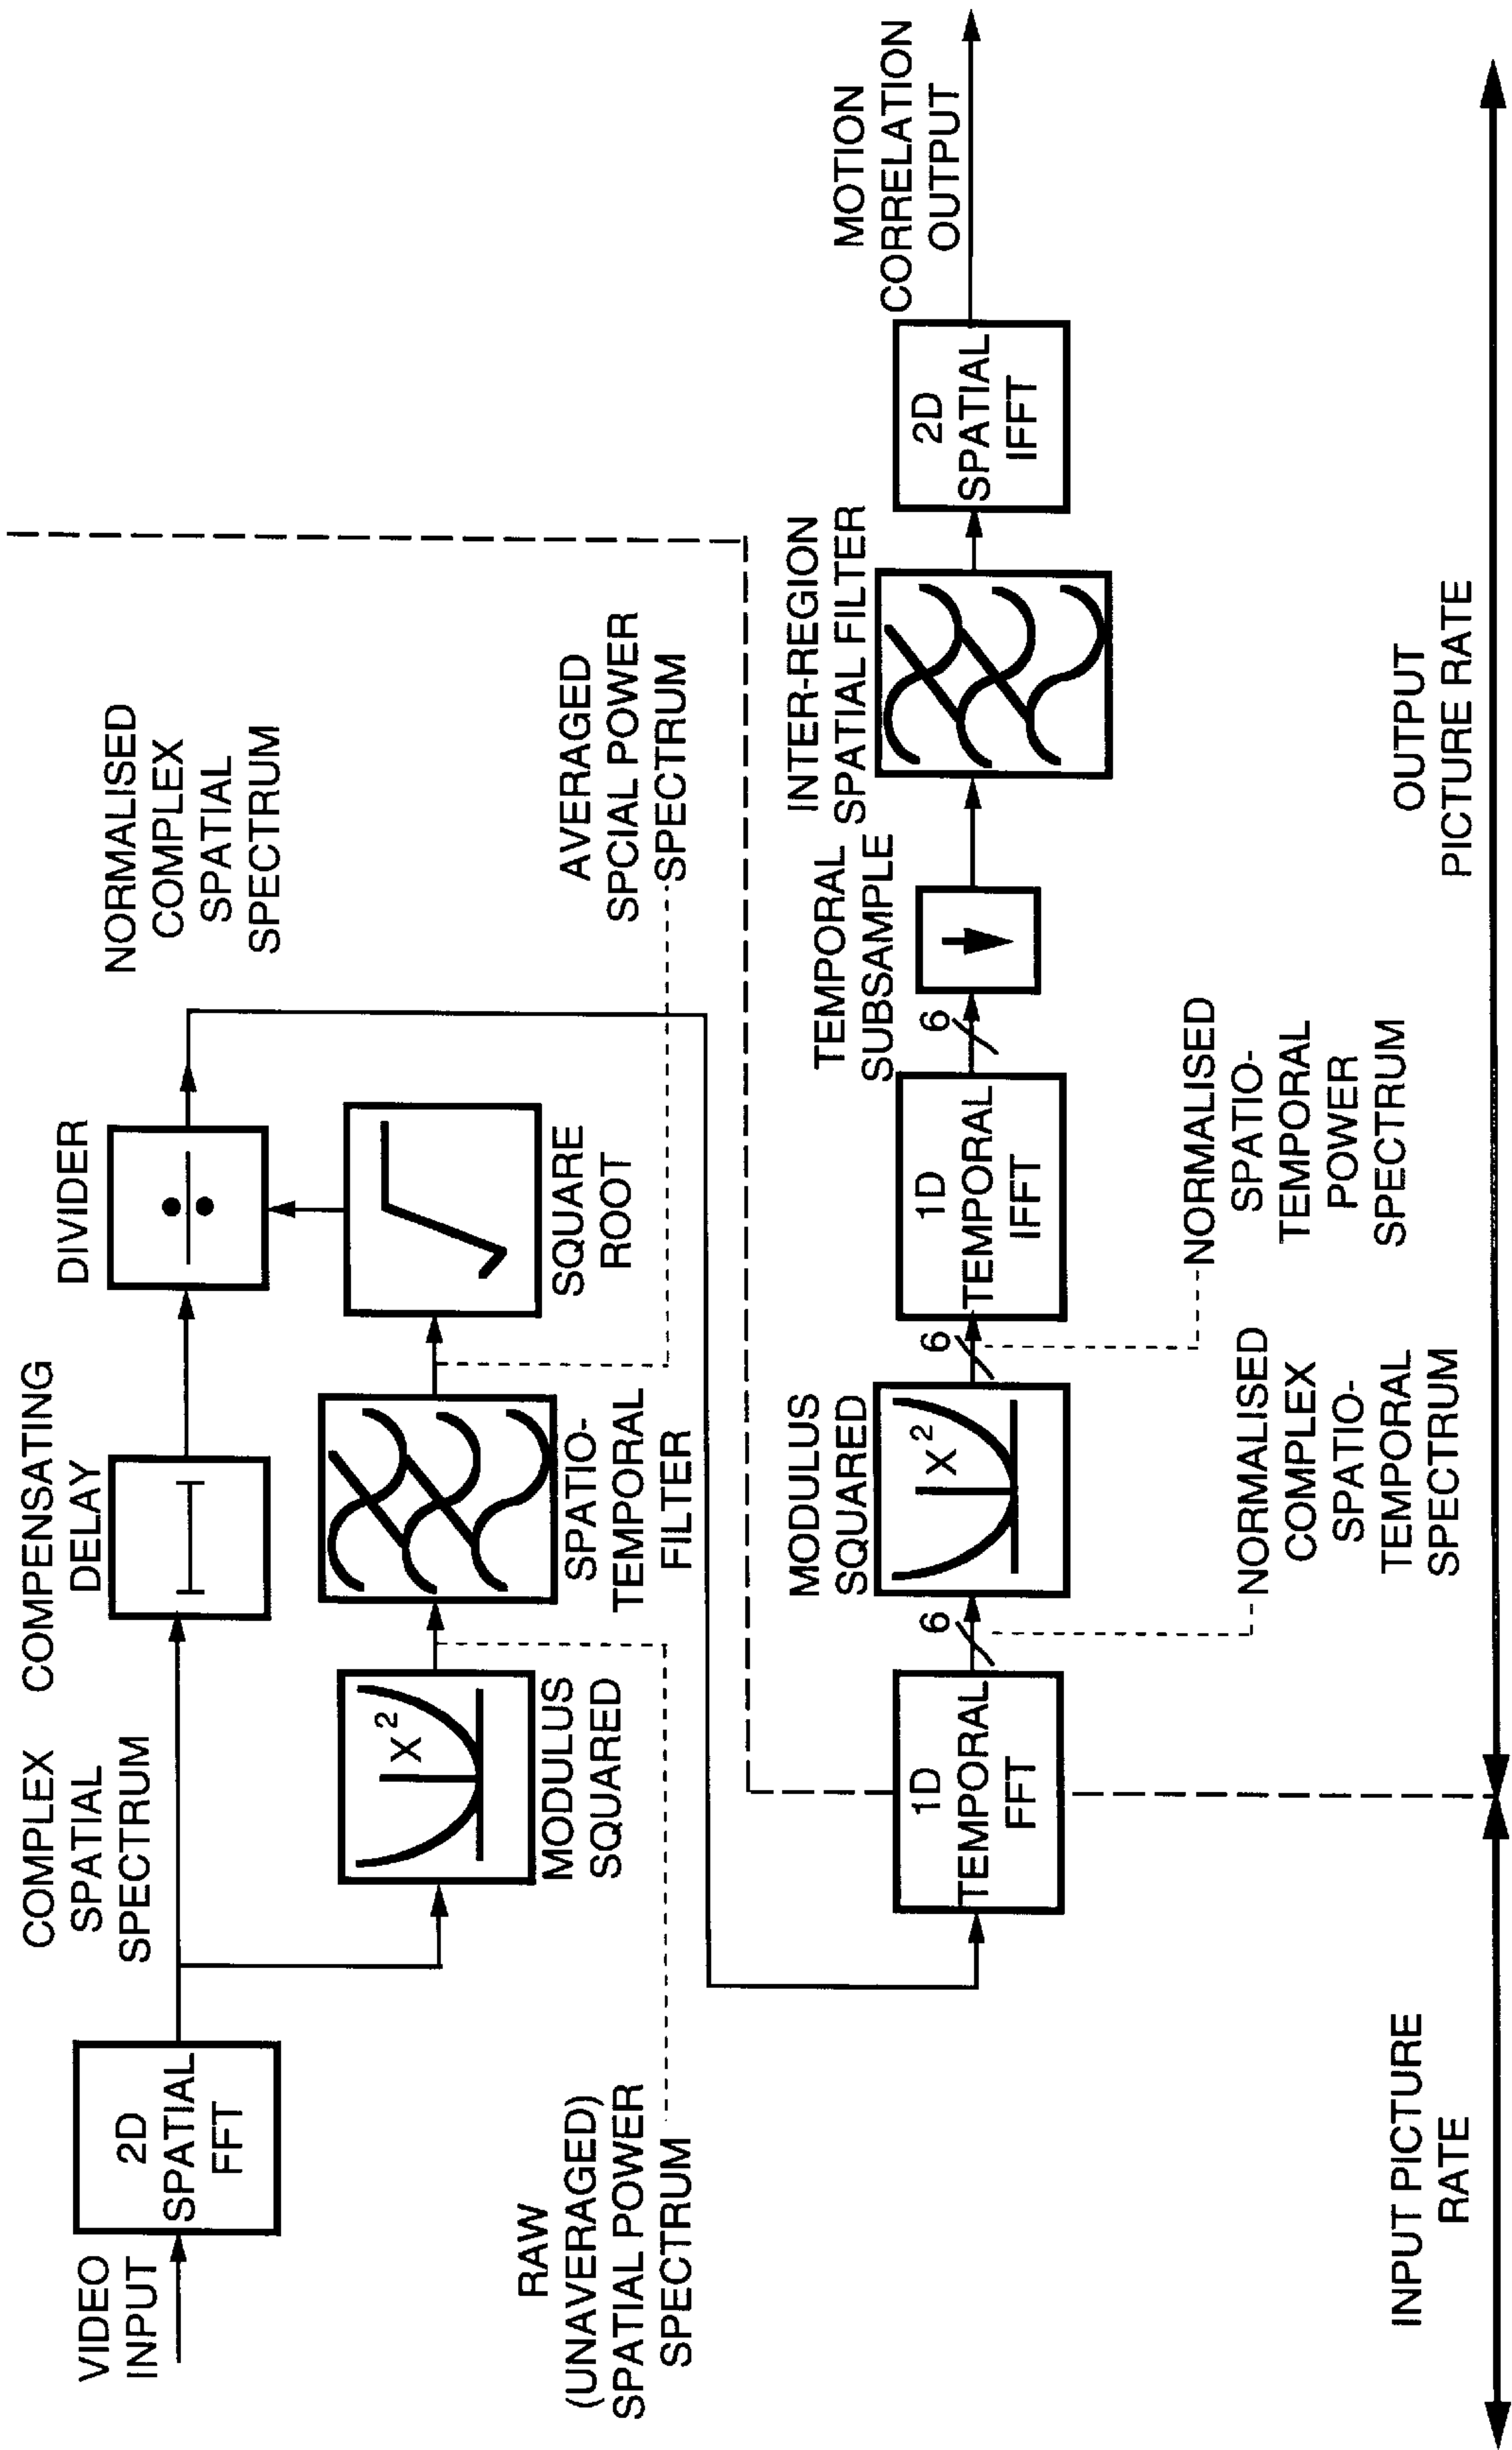 VIDEO
INPUT
2D
SPATIAL
FFT
COMPLEX
SPATIAL
SPECTRUM
COMPENSATING
DELAY
DIVIDER
NORMALISED
COMPLEX
SPATIAL
SPECTRUM
X²
MODULUS
SQUARED
SPATIO-
TEMPORAL
FILTER
SQUARE
ROOT
RAW
(UNAVERAGED)
SPATIAL POWER
SPECTRUM
AVERAGED
SPCIAL POWER
SPECTRUM
1D
TEMPORAL
FFT
6
MODULUS
SQUARED
X²
6
1D
TEMPORAL
IFFT
6
TEMPORAL
SUBSAMPLE
INTER-REGION
SPATIAL FILTER
2D
SPATIAL
IFFT
MOTION
CORRELATION
OUTPUT
NORMALISED
COMPLEX
SPATIO-
TEMPORAL
SPECTRUM
NORMALISED
SPATIO-
TEMPORAL
POWER
SPECTRUM
INPUT PICTURE
RATE
OUTPUT
PICTURE RATE